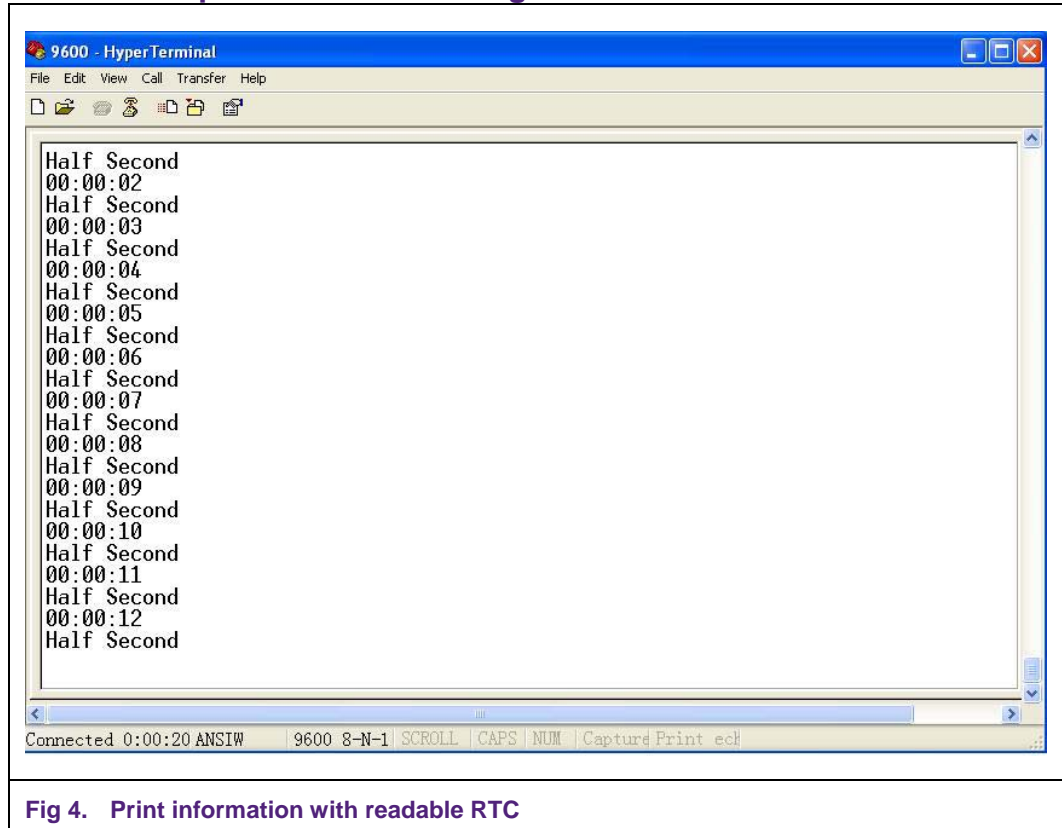 9600 - HyperTerminal
File Edit View Call Transfer Help
Half Second
00:00:02
Half Second
00:00:03
Half Second
00:00:04
Half Second
00:00:05
Half Second
00:00:06
Half Second
00:00:07
Half Second
00:00:08
Half Second
00:00:09
Half Second
00:00:10
Half Second
00:00:11
Half Second
00:00:12
Half Second
Connected 0:00:20 ANSIW 9600 8-N-1 SCROLL CAPS NUM Capture Print ech
Fig 4. Print information with readable RTC